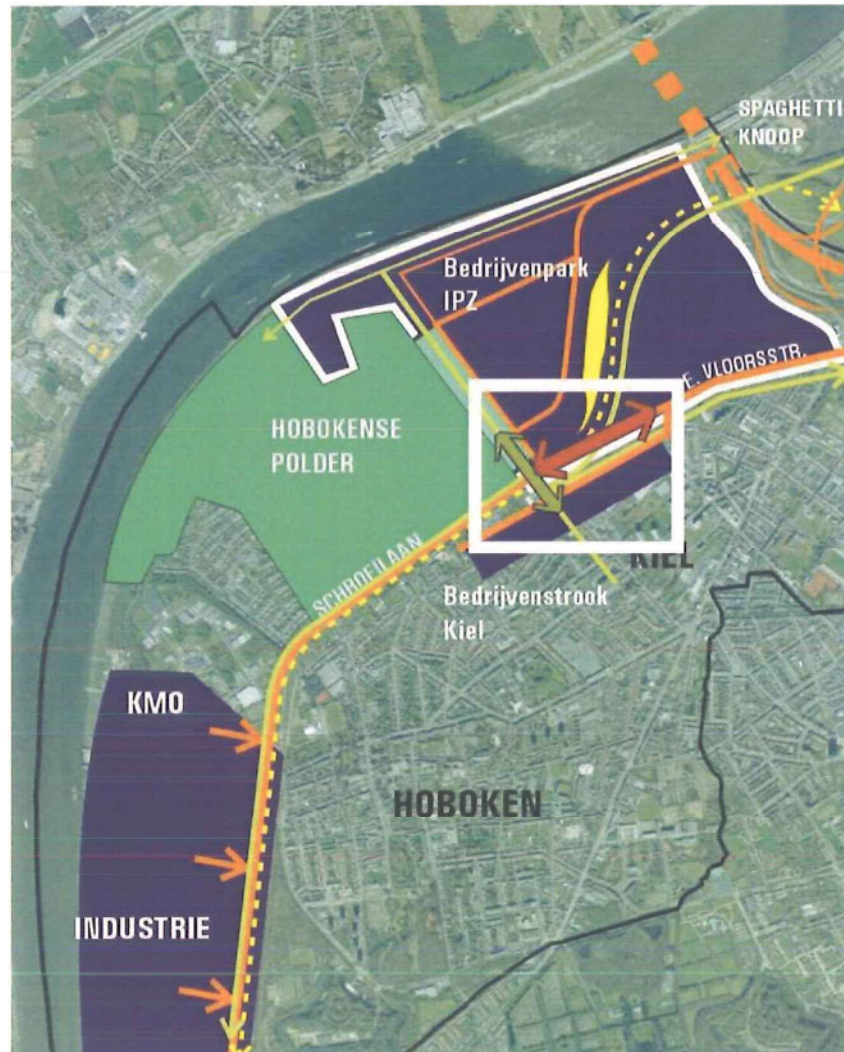 SPAGHETTI
KNOOP
Bedrijvenpark
IPZ
E. VLOORSSTR.
HOBOKENSE
POLDER
SCHROEILAAN
KIEL
Bedrijvenstrook
Kiel
KMO
HOBOKEN
INDUSTRIE